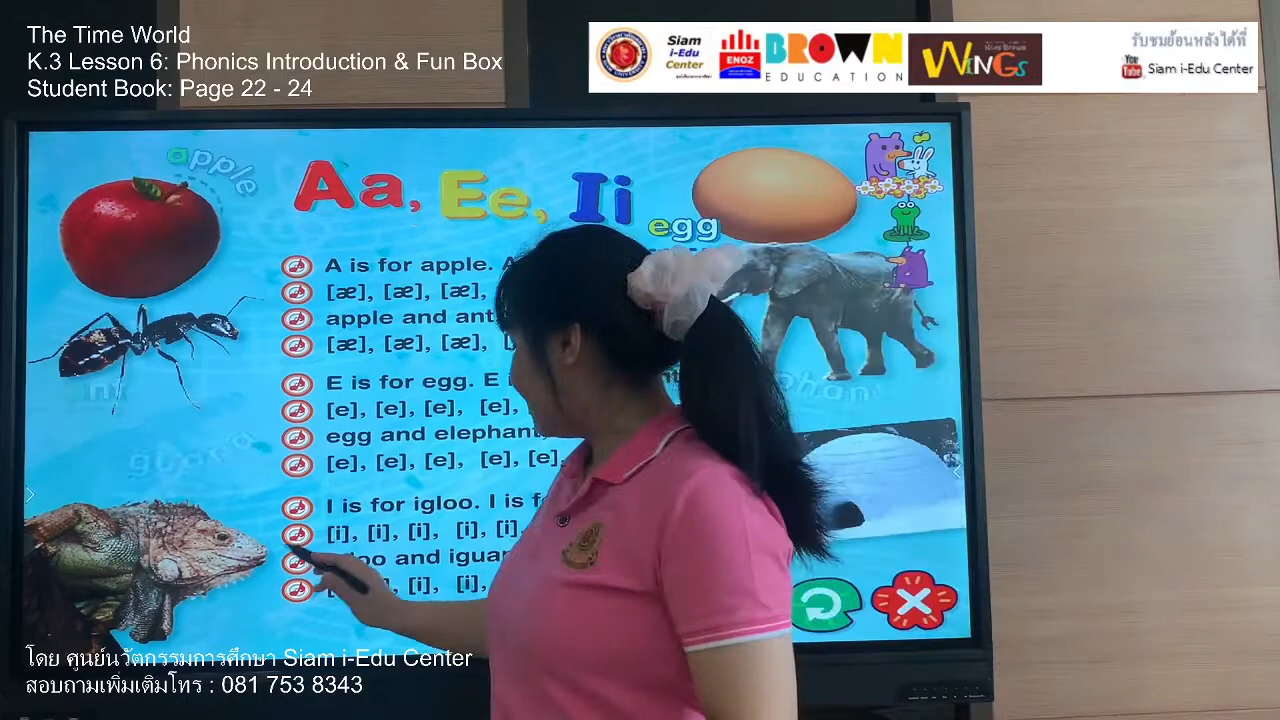 The Time World
K.3 Lesson 6: Phonics Introduction & Fun Box
Student Book: Page 22 - 24
Siam
i-Edu
Center
ENOZ
BROWN
EDUCATION
WINGS
รับชมย้อนหลังได้ที่
You
Tube
Siam i-Edu Center
apple
Aa, Ee, Ii
egg
A is for apple. A
[æ], [æ], [æ],
apple and ant
[æ], [æ], [æ],
E is for egg. E
[e], [e], [e], [e],
egg and elephant,
[e], [e], [e], [e], [e],
I is for igloo. I is f
[i], [i], [i], [i], [i],
and
[i], [i],
โดย ศูนย์นวัตกรรมการศึกษา Siam i-Edu Center
สอบถามเพิ่มเติมโทร : 081 753 8343